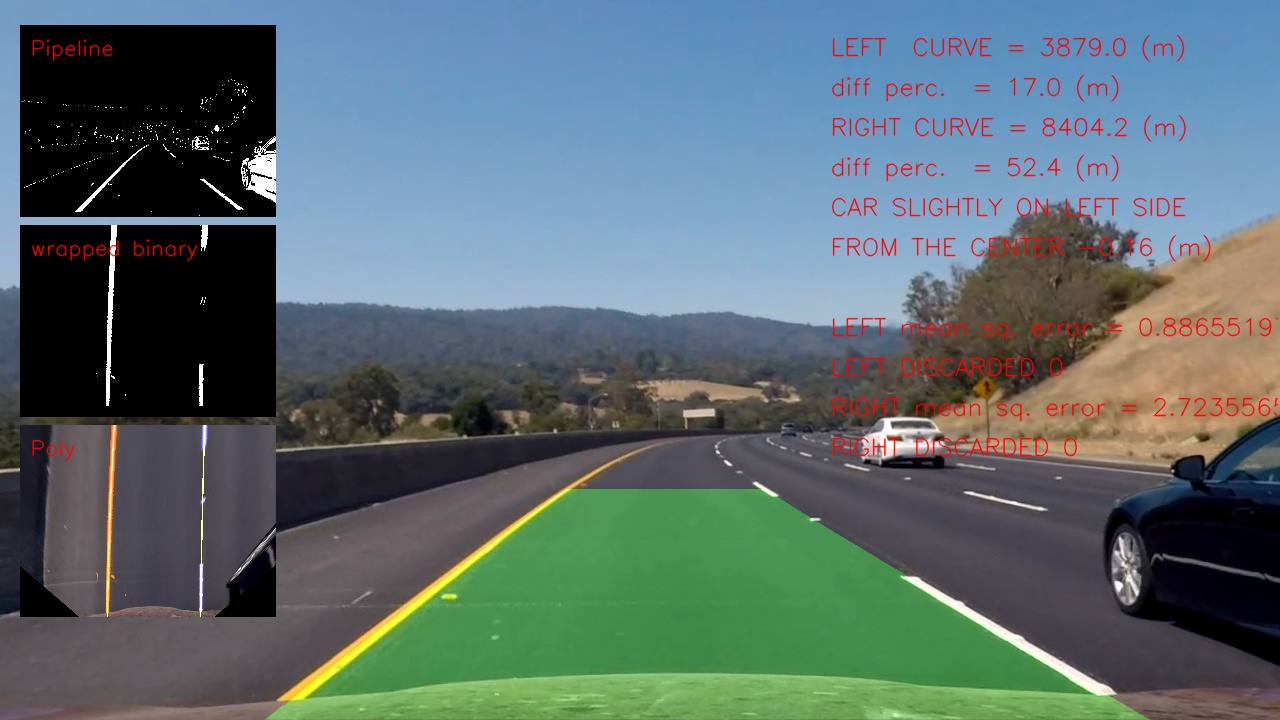 Pipeline
wrapped binary
Poly
LEFT CURVE = 3879.0 (m)
diff perc. = 17.0 (m)
RIGHT CURVE = 8404.2 (m)
diff perc. = 52.4 (m)
CAR SLIGHTLY ON LEFT SIDE
FROM THE CENTER -0.16 (m)
LEFT mean sq. error = 0.8865519
LEFT DISCARDED 0
RIGHT mean sq. error = 2.723556
RIGHT DISCARDED 0